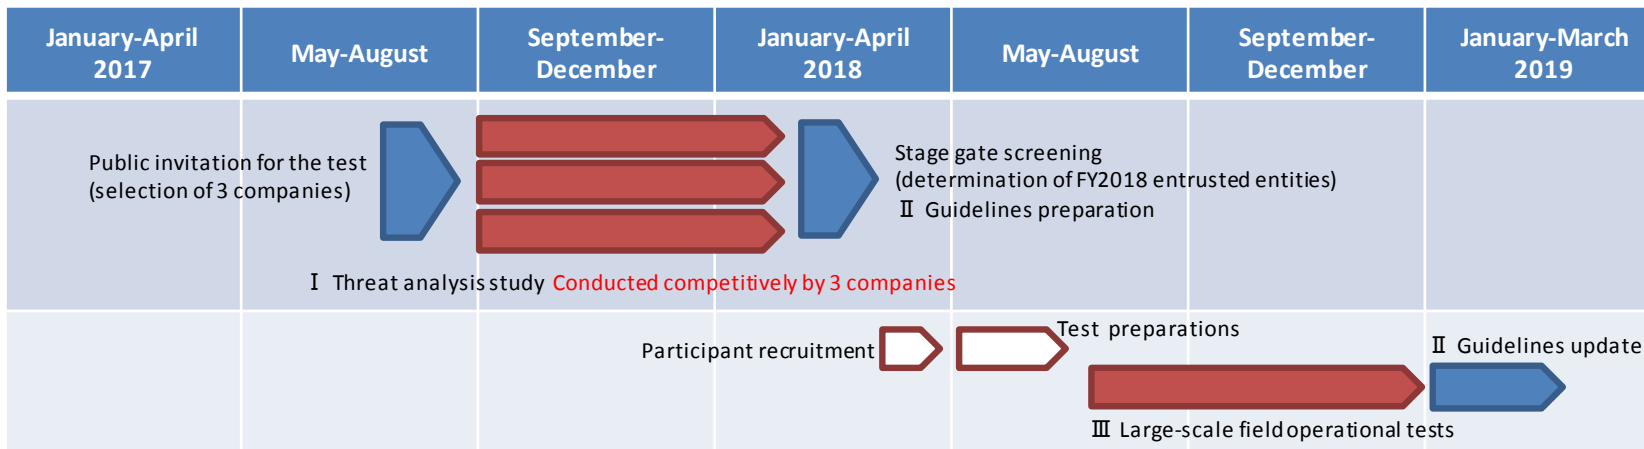 January-April
2017
May-August
September-
December
January-April
2018
May-August
September-
December
January-March
2019
Public invitation for the test
(selection of 3 companies)
Stage gate screening
(determination of FY2018 entrusted entities)
Ⅱ Guidelines preparation
Ⅰ Threat analysis study Conducted competitively by 3 companies
Participant recruitment
Test preparations
Ⅱ Guidelines update
Ⅲ Large-scale field operational tests